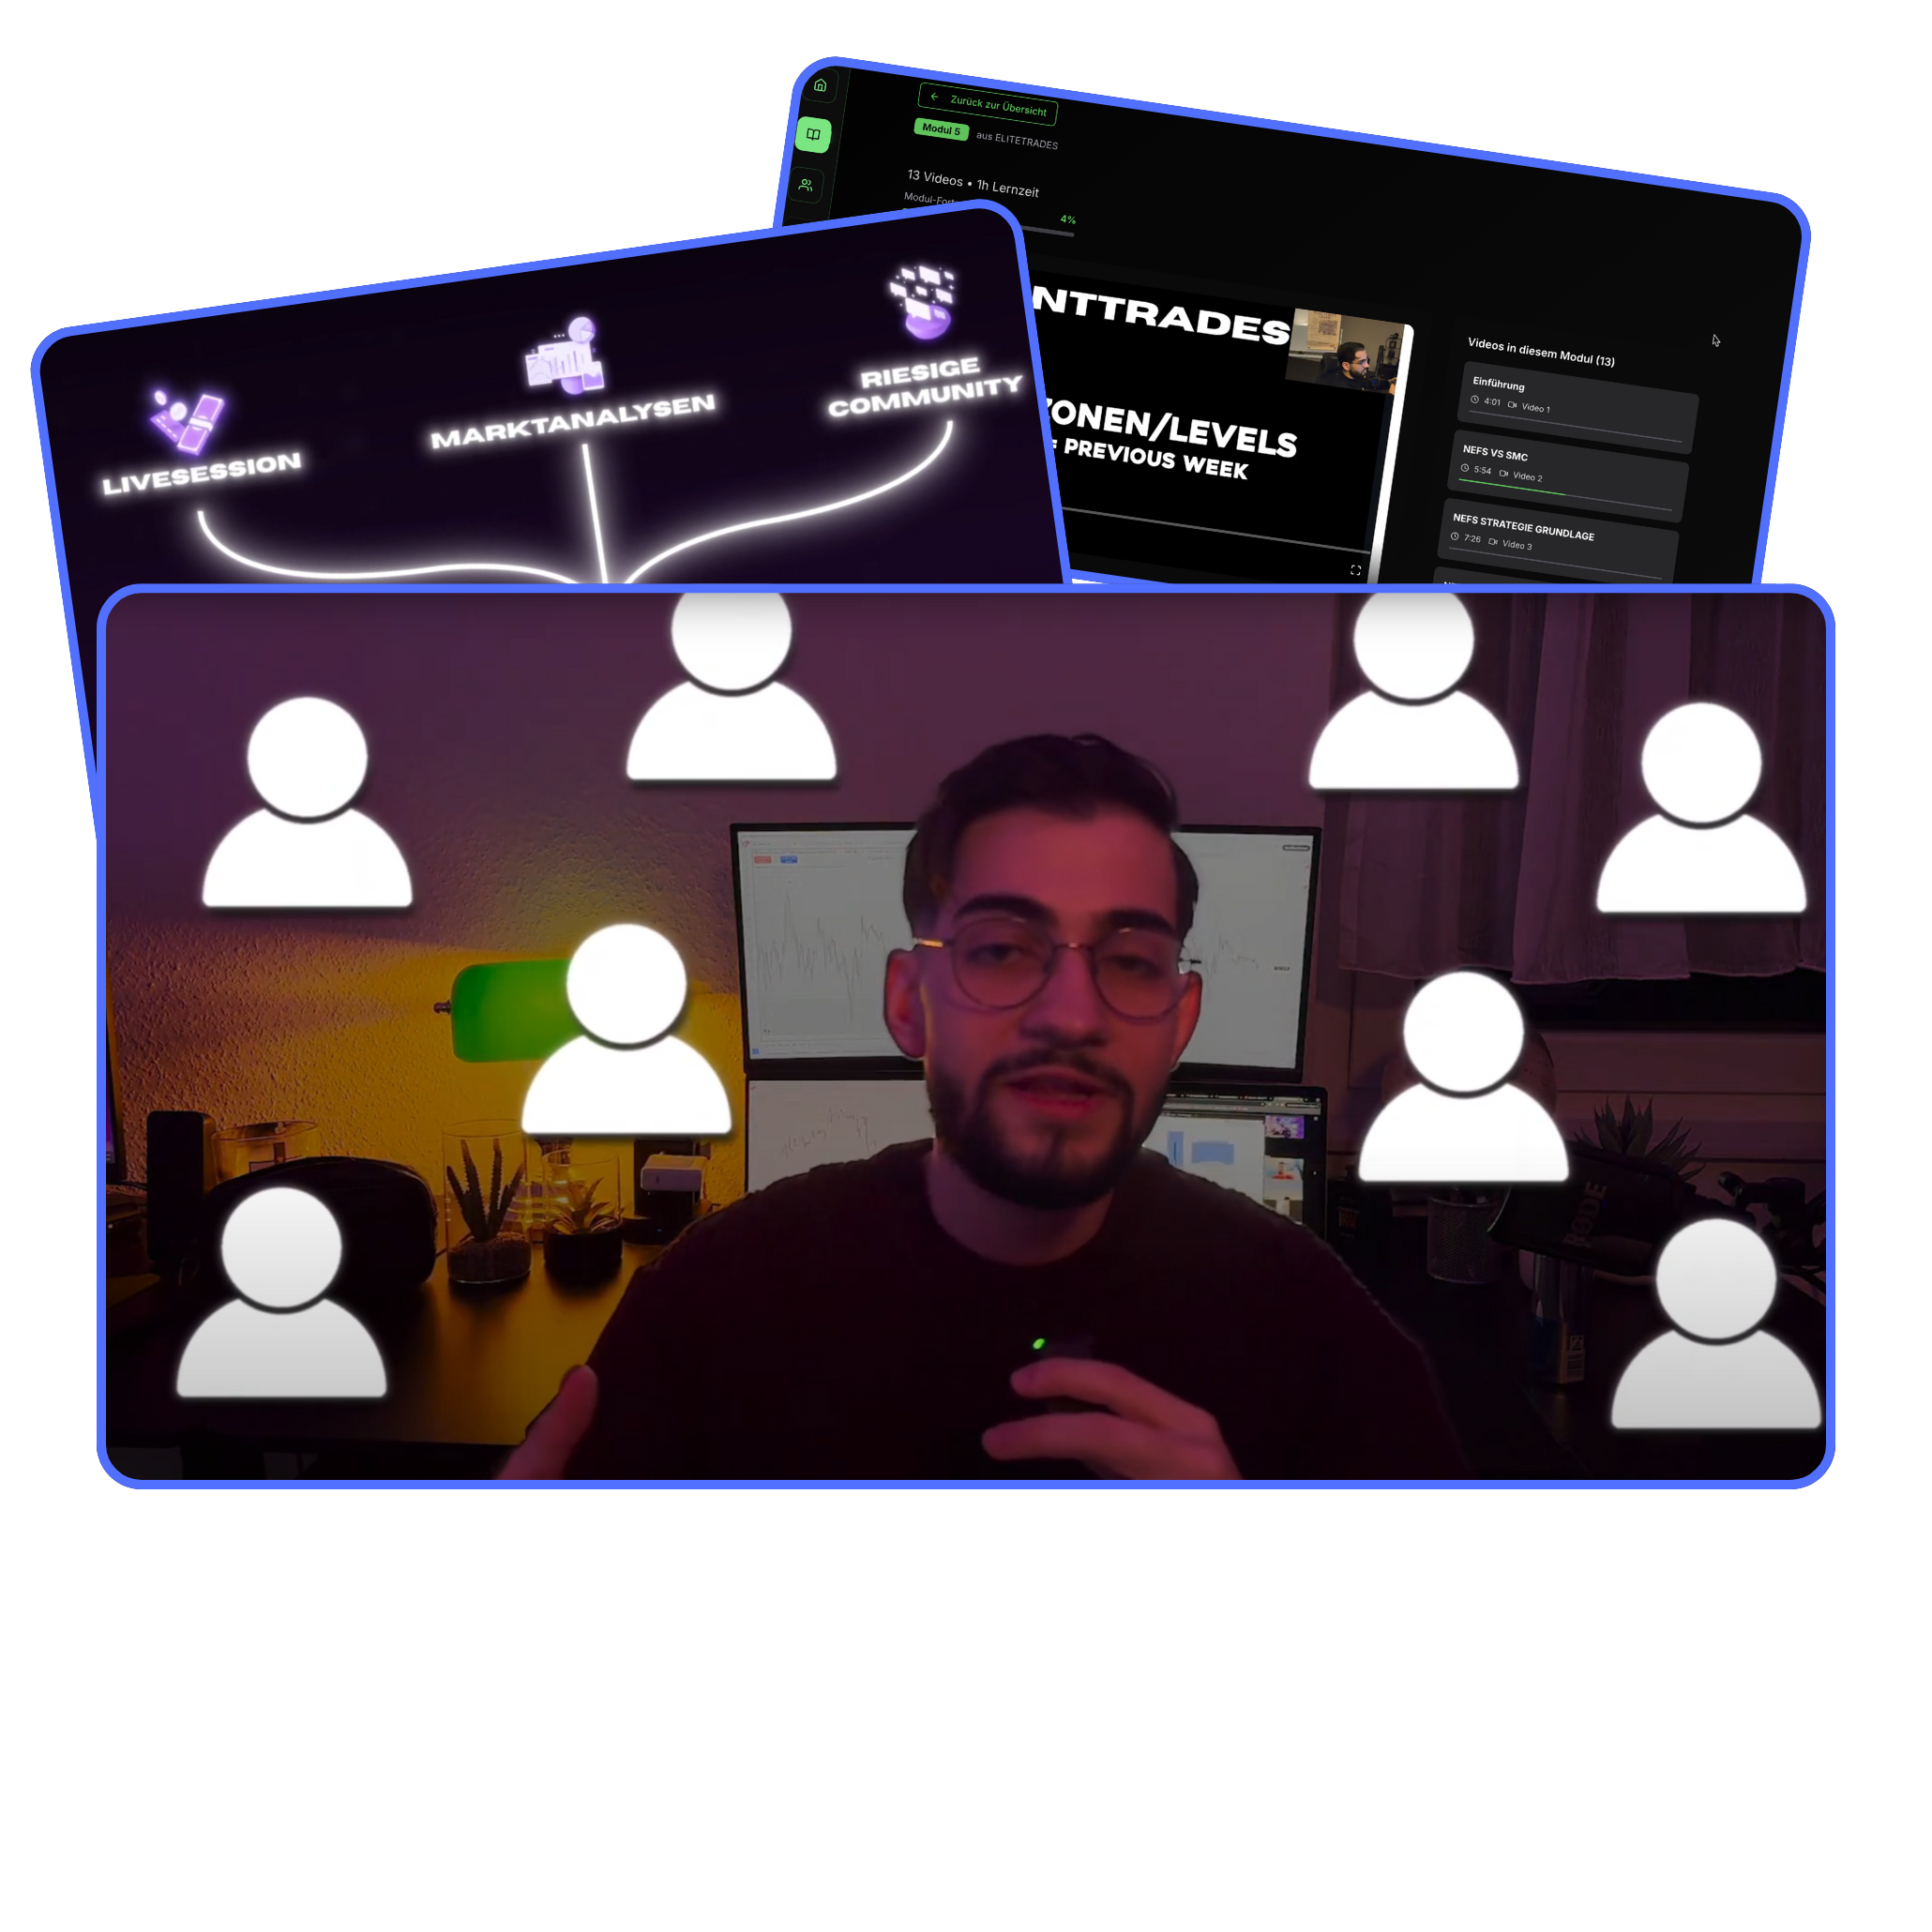 Zurück zur Übersicht
Modul 5 aus ELITETRADES
13 Videos • 1h Lernzeit
4%
LIVESESSION
MARKTANALYSEN
RIESIGE
COMMUNITY
NTTRADES
ZONEN/LEVELS
PREVIOUS WEEK
Videos in diesem Modul (13)
Einführung
4:01 Video 1
NEFS VS SMC
5:54 Video 2
NEFS STRATEGIE GRUNDLAGE
7:26 Video 3
RØDE